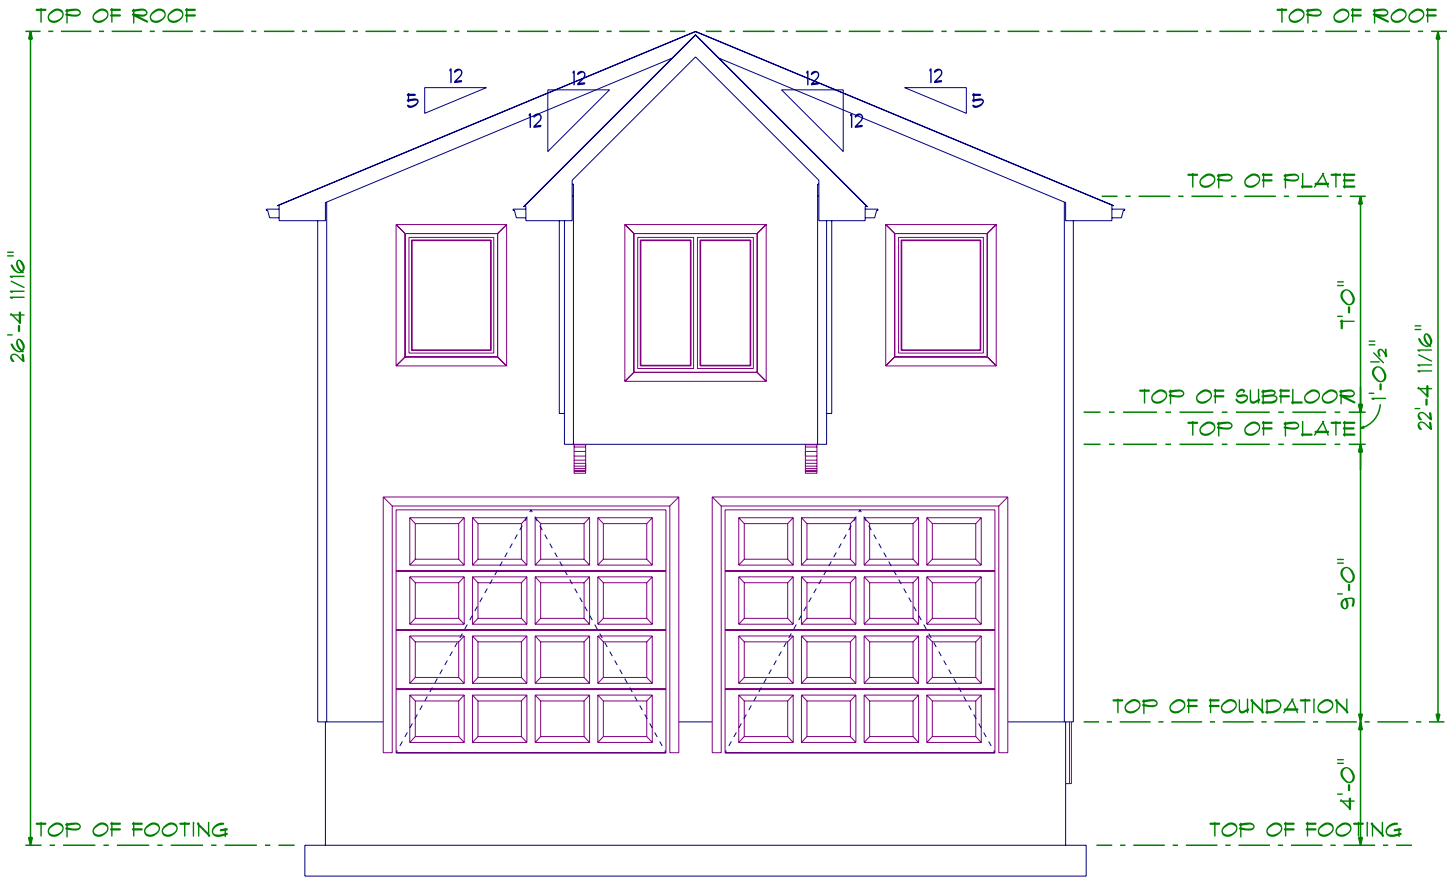 TOP OF ROOF
TOP OF ROOF
12
12
12
12
5
5
12
12
TOP OF PLATE
26'-4 11/16"
7'-0"
1'-0½"
22'-4 11/16"
TOP OF SUBFLOOR
TOP OF PLATE
9'-0"
TOP OF FOUNDATION
4'-0"
TOP OF FOOTING
TOP OF FOOTING